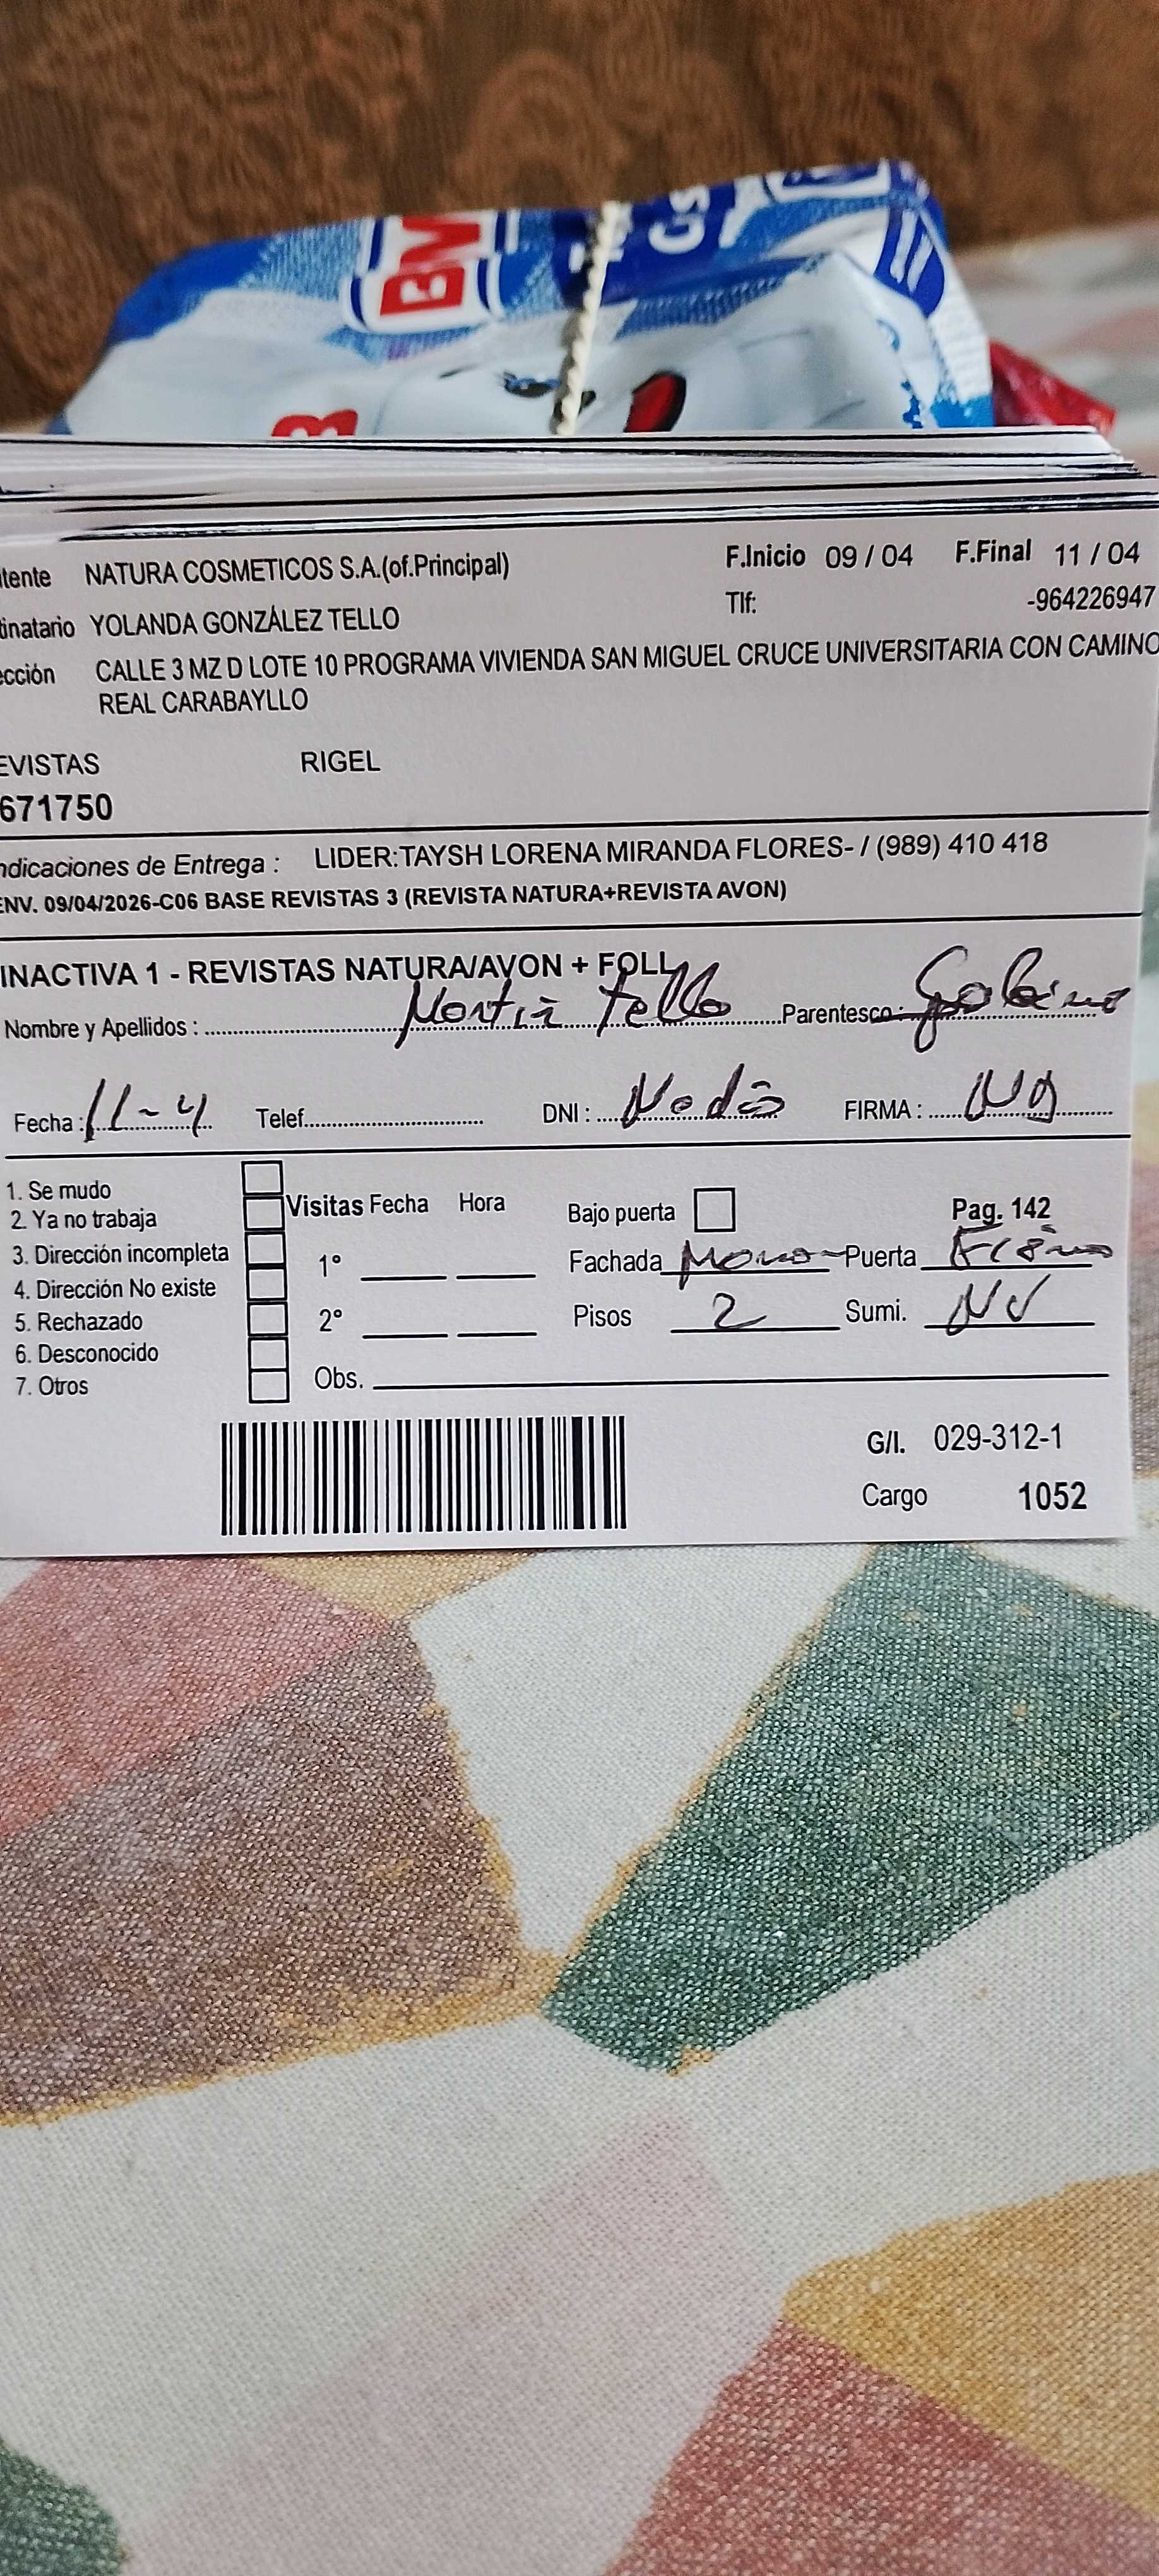 BM
itente NATURA COSMETICOS S.A.(of.Principal) F.Inicio 09 / 04 F.Final 11 / 04
tinatario YOLANDA GONZÁLEZ TELLO Tlf: -964226947
ección CALLE 3 MZ D LOTE 10 PROGRAMA VIVIENDA SAN MIGUEL CRUCE UNIVERSITARIA CON CAMINO
REAL CARABAYLLO
EVISTAS RIGEL
671750
ndicaciones de Entrega : LIDER:TAYSH LORENA MIRANDA FLORES- / (989) 410 418
ENV. 09/04/2026-C06 BASE REVISTAS 3 (REVISTA NATURA+REVISTA AVON)
INACTIVA 1 - REVISTAS NATURA/AVON + FOLL
Nombre y Apellidos : Martin Tello Parentesco :
Fecha : 11-4 Telef. DNI : FIRMA :
1. Se mudo
2. Ya no trabaja Visitas Fecha Hora Bajo puerta Pag. 142
3. Dirección incompleta 1° Fachada Puerta
4. Dirección No existe
5. Rechazado 2° Pisos 2 Sumi.
6. Desconocido
7. Otros Obs.
G/I. 029-312-1
Cargo 1052